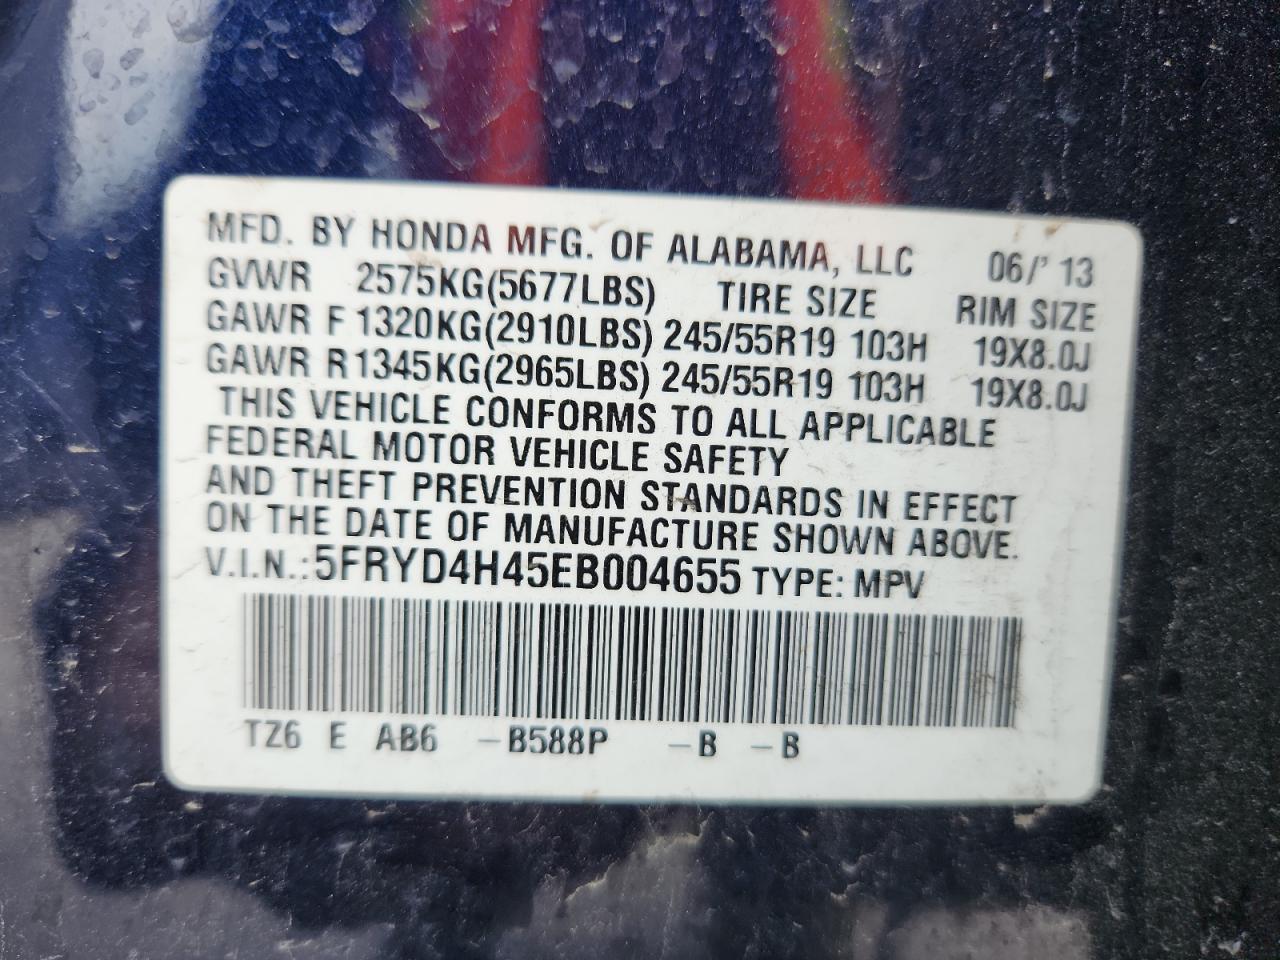 MFD. BY HONDA MFG. OF ALABAMA, LLC 06/' 13
GVWR 2575KG(5677LBS) TIRE SIZE RIM SIZE
GAWR F 1320KG(2910LBS) 245/55R19 103H 19X8.0J
GAWR R 1345KG(2965LBS) 245/55R19 103H 19X8.0J
THIS VEHICLE CONFORMS TO ALL APPLICABLE
FEDERAL MOTOR VEHICLE SAFETY
AND THEFT PREVENTION STANDARDS IN EFFECT
ON THE DATE OF MANUFACTURE SHOWN ABOVE.
V.I.N.:5FRYD4H45EB004655 TYPE: MPV
TZ6 E AB6 –B588P –B –B